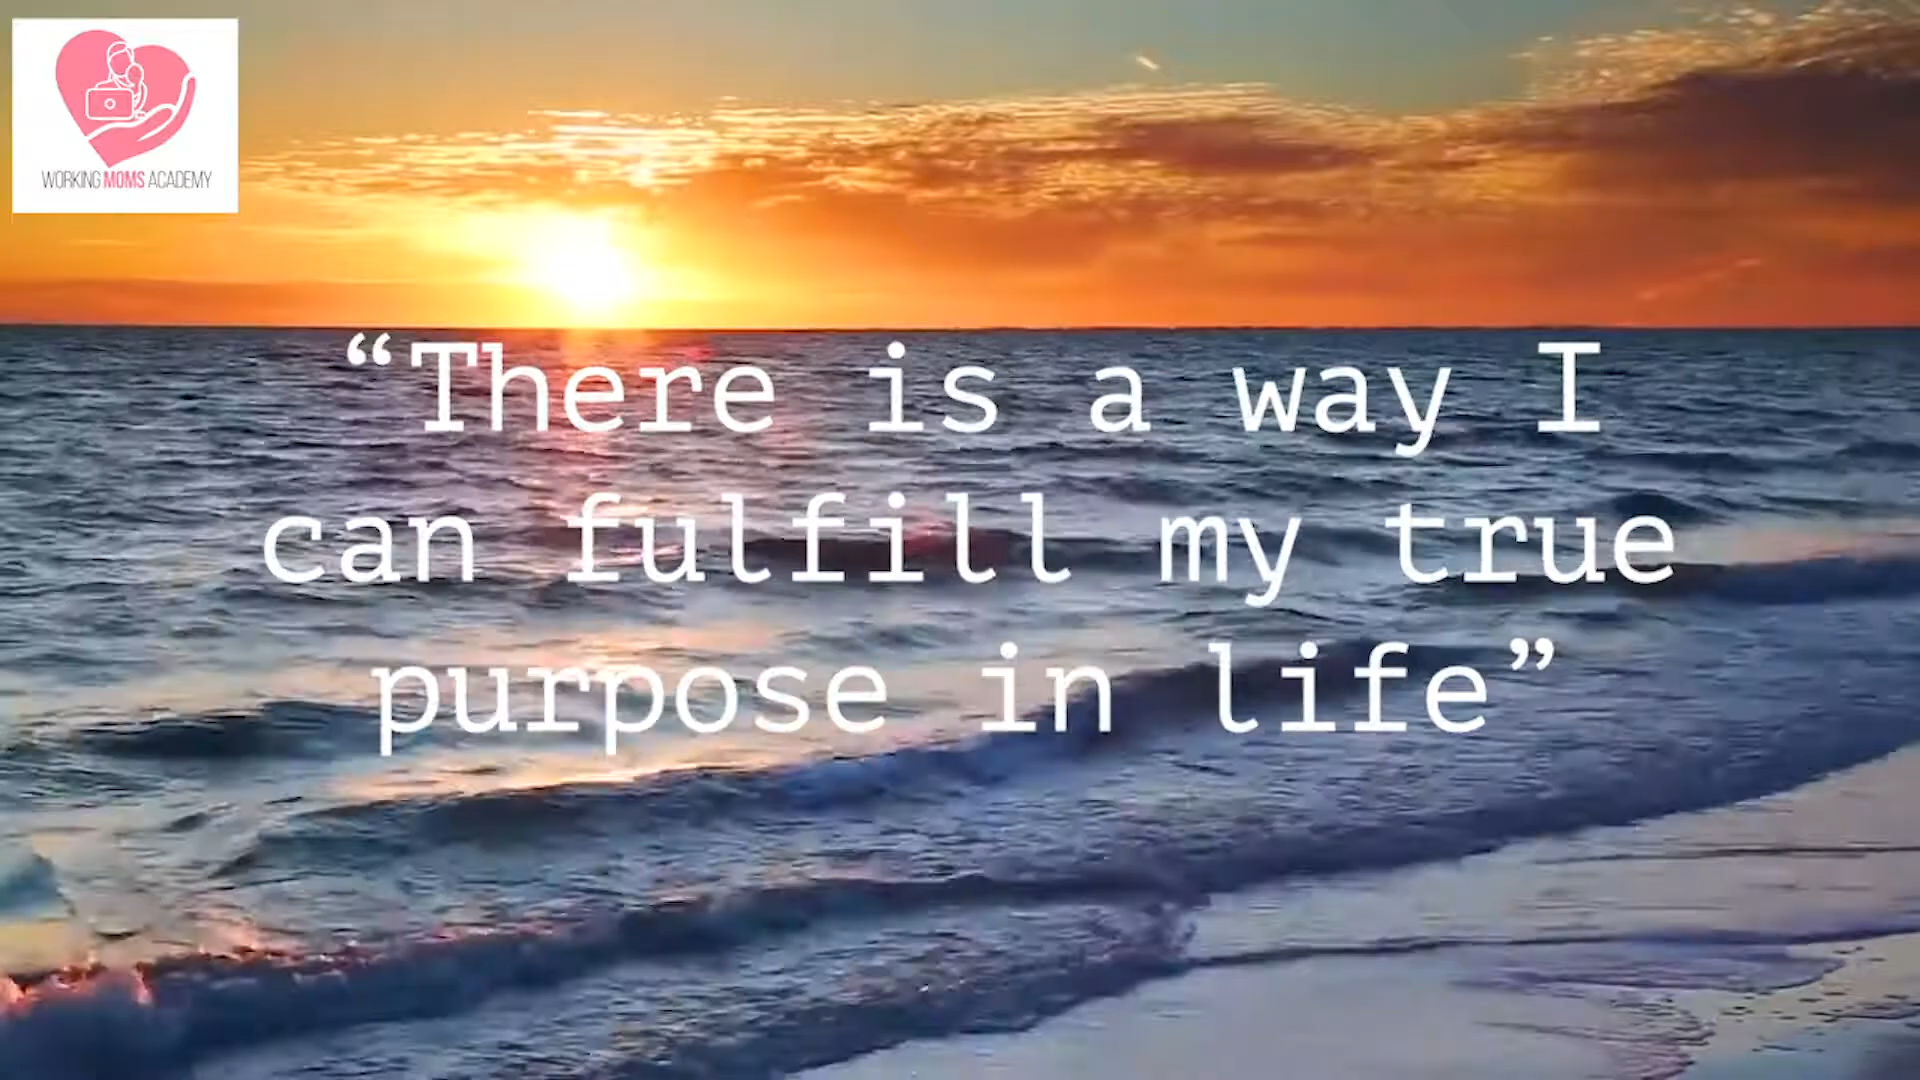 WORKING MOMS ACADEMY
“There is a way I
can fulfill my true
purpose in life”